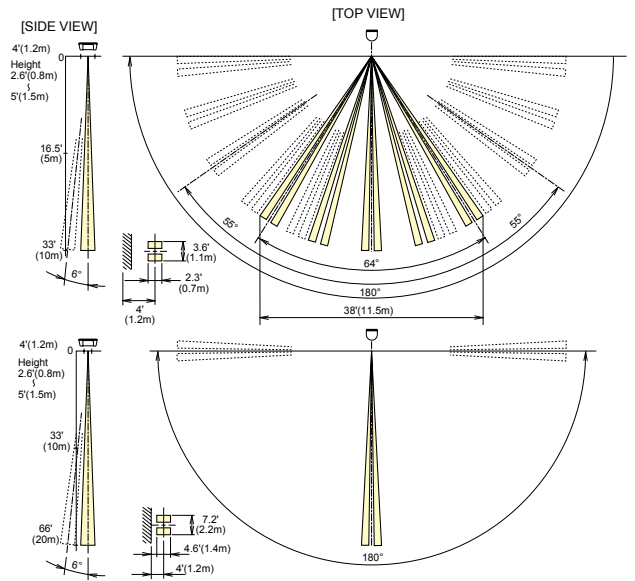 [SIDE VIEW]
[TOP VIEW]
4'(1.2m)
0
Height
2.6'(0.8m)
~
5'(1.5m)
16.5'
(5m)
33'
(10m)
6°
3.6'
(1.1m)
2.3'
(0.7m)
4'
(1.2m)
55°
55°
64°
180°
38'(11.5m)
4'(1.2m)
0
Height
2.6'(0.8m)
~
5'(1.5m)
33'
(10m)
66'
(20m)
6°
7.2'
(2.2m)
4.6'(1.4m)
4'(1.2m)
180°